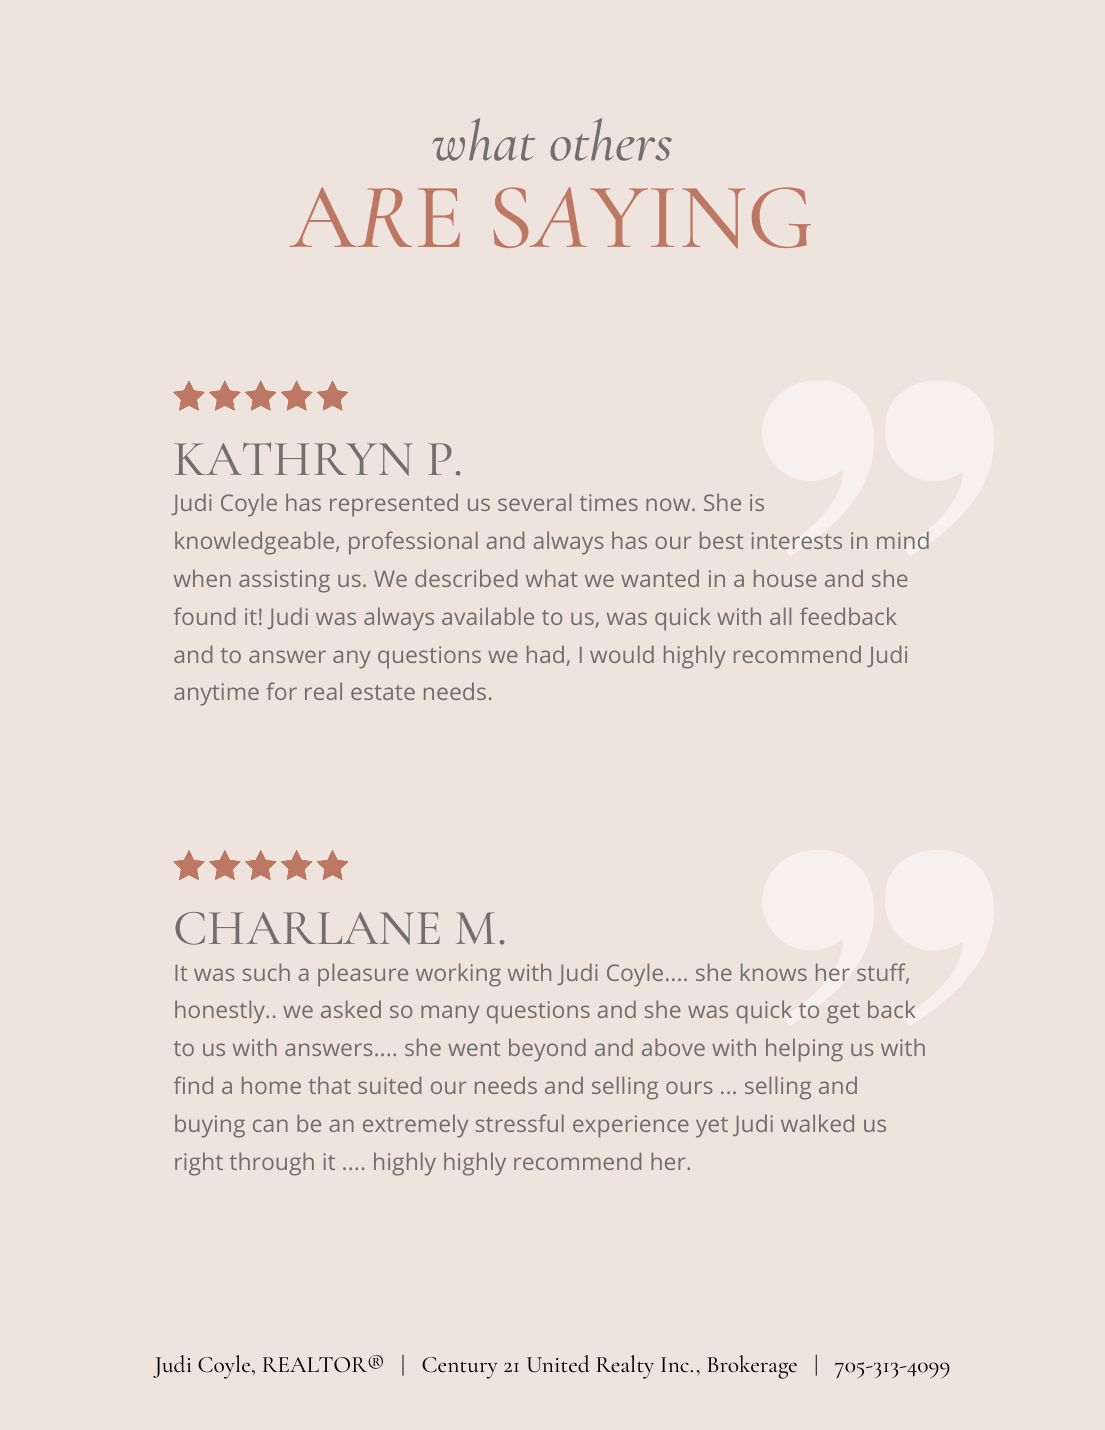 what others
ARE SAYING
KATHRYN P.
Judi Coyle has represented us several times now. She is
knowledgeable, professional and always has our best interests in mind
when assisting us. We described what we wanted in a house and she
found it! Judi was always available to us, was quick with all feedback
and to answer any questions we had, I would highly recommend Judi
anytime for real estate needs.
CHARLANE M.
It was such a pleasure working with Judi Coyle.... she knows her stuff,
honestly.. we asked so many questions and she was quick to get back
to us with answers.... she went beyond and above with helping us with
find a home that suited our needs and selling ours ... selling and
buying can be an extremely stressful experience yet Judi walked us
right through it .... highly highly recommend her.
Judi Coyle, REALTOR® | Century 21 United Realty Inc., Brokerage | 705-313-4099